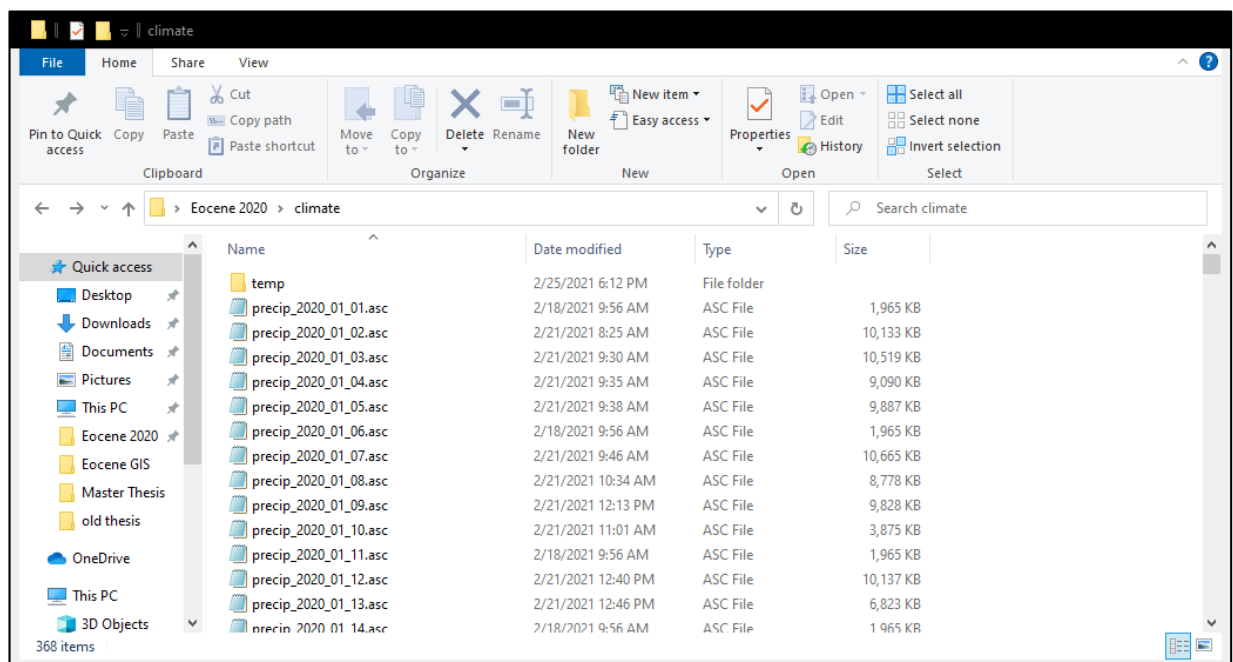 climate
File Home Share View
Pin to Quick access
Copy
Paste
Cut
Copy path
Paste shortcut
Clipboard
Move to
Copy to
Delete
Rename
Organize
New folder
New item
Easy access
New
Properties
Open
Edit
History
Open
Select all
Select none
Invert selection
Select
Eocene 2020 > climate
Search climate
Quick access
Desktop
Downloads
Documents
Pictures
This PC
Eocene 2020
Eocene GIS
Master Thesis
old thesis
OneDrive
This PC
3D Objects
Name Date modified Type Size
temp 2/25/2021 6:12 PM File folder
precip_2020_01_01.asc 2/18/2021 9:56 AM ASC File 1,965 KB
precip_2020_01_02.asc 2/21/2021 8:25 AM ASC File 10,133 KB
precip_2020_01_03.asc 2/21/2021 9:30 AM ASC File 10,519 KB
precip_2020_01_04.asc 2/21/2021 9:35 AM ASC File 9,090 KB
precip_2020_01_05.asc 2/21/2021 9:38 AM ASC File 9,887 KB
precip_2020_01_06.asc 2/18/2021 9:56 AM ASC File 1,965 KB
precip_2020_01_07.asc 2/21/2021 9:46 AM ASC File 10,665 KB
precip_2020_01_08.asc 2/21/2021 10:34 AM ASC File 8,778 KB
precip_2020_01_09.asc 2/21/2021 12:13 PM ASC File 9,828 KB
precip_2020_01_10.asc 2/21/2021 11:01 AM ASC File 3,875 KB
precip_2020_01_11.asc 2/18/2021 9:56 AM ASC File 1,965 KB
precip_2020_01_12.asc 2/21/2021 12:40 PM ASC File 10,137 KB
precip_2020_01_13.asc 2/21/2021 12:46 PM ASC File 6,823 KB
precip_2020_01_14.asc 2/18/2021 9:56 AM ASC File 1,965 KB
368 items